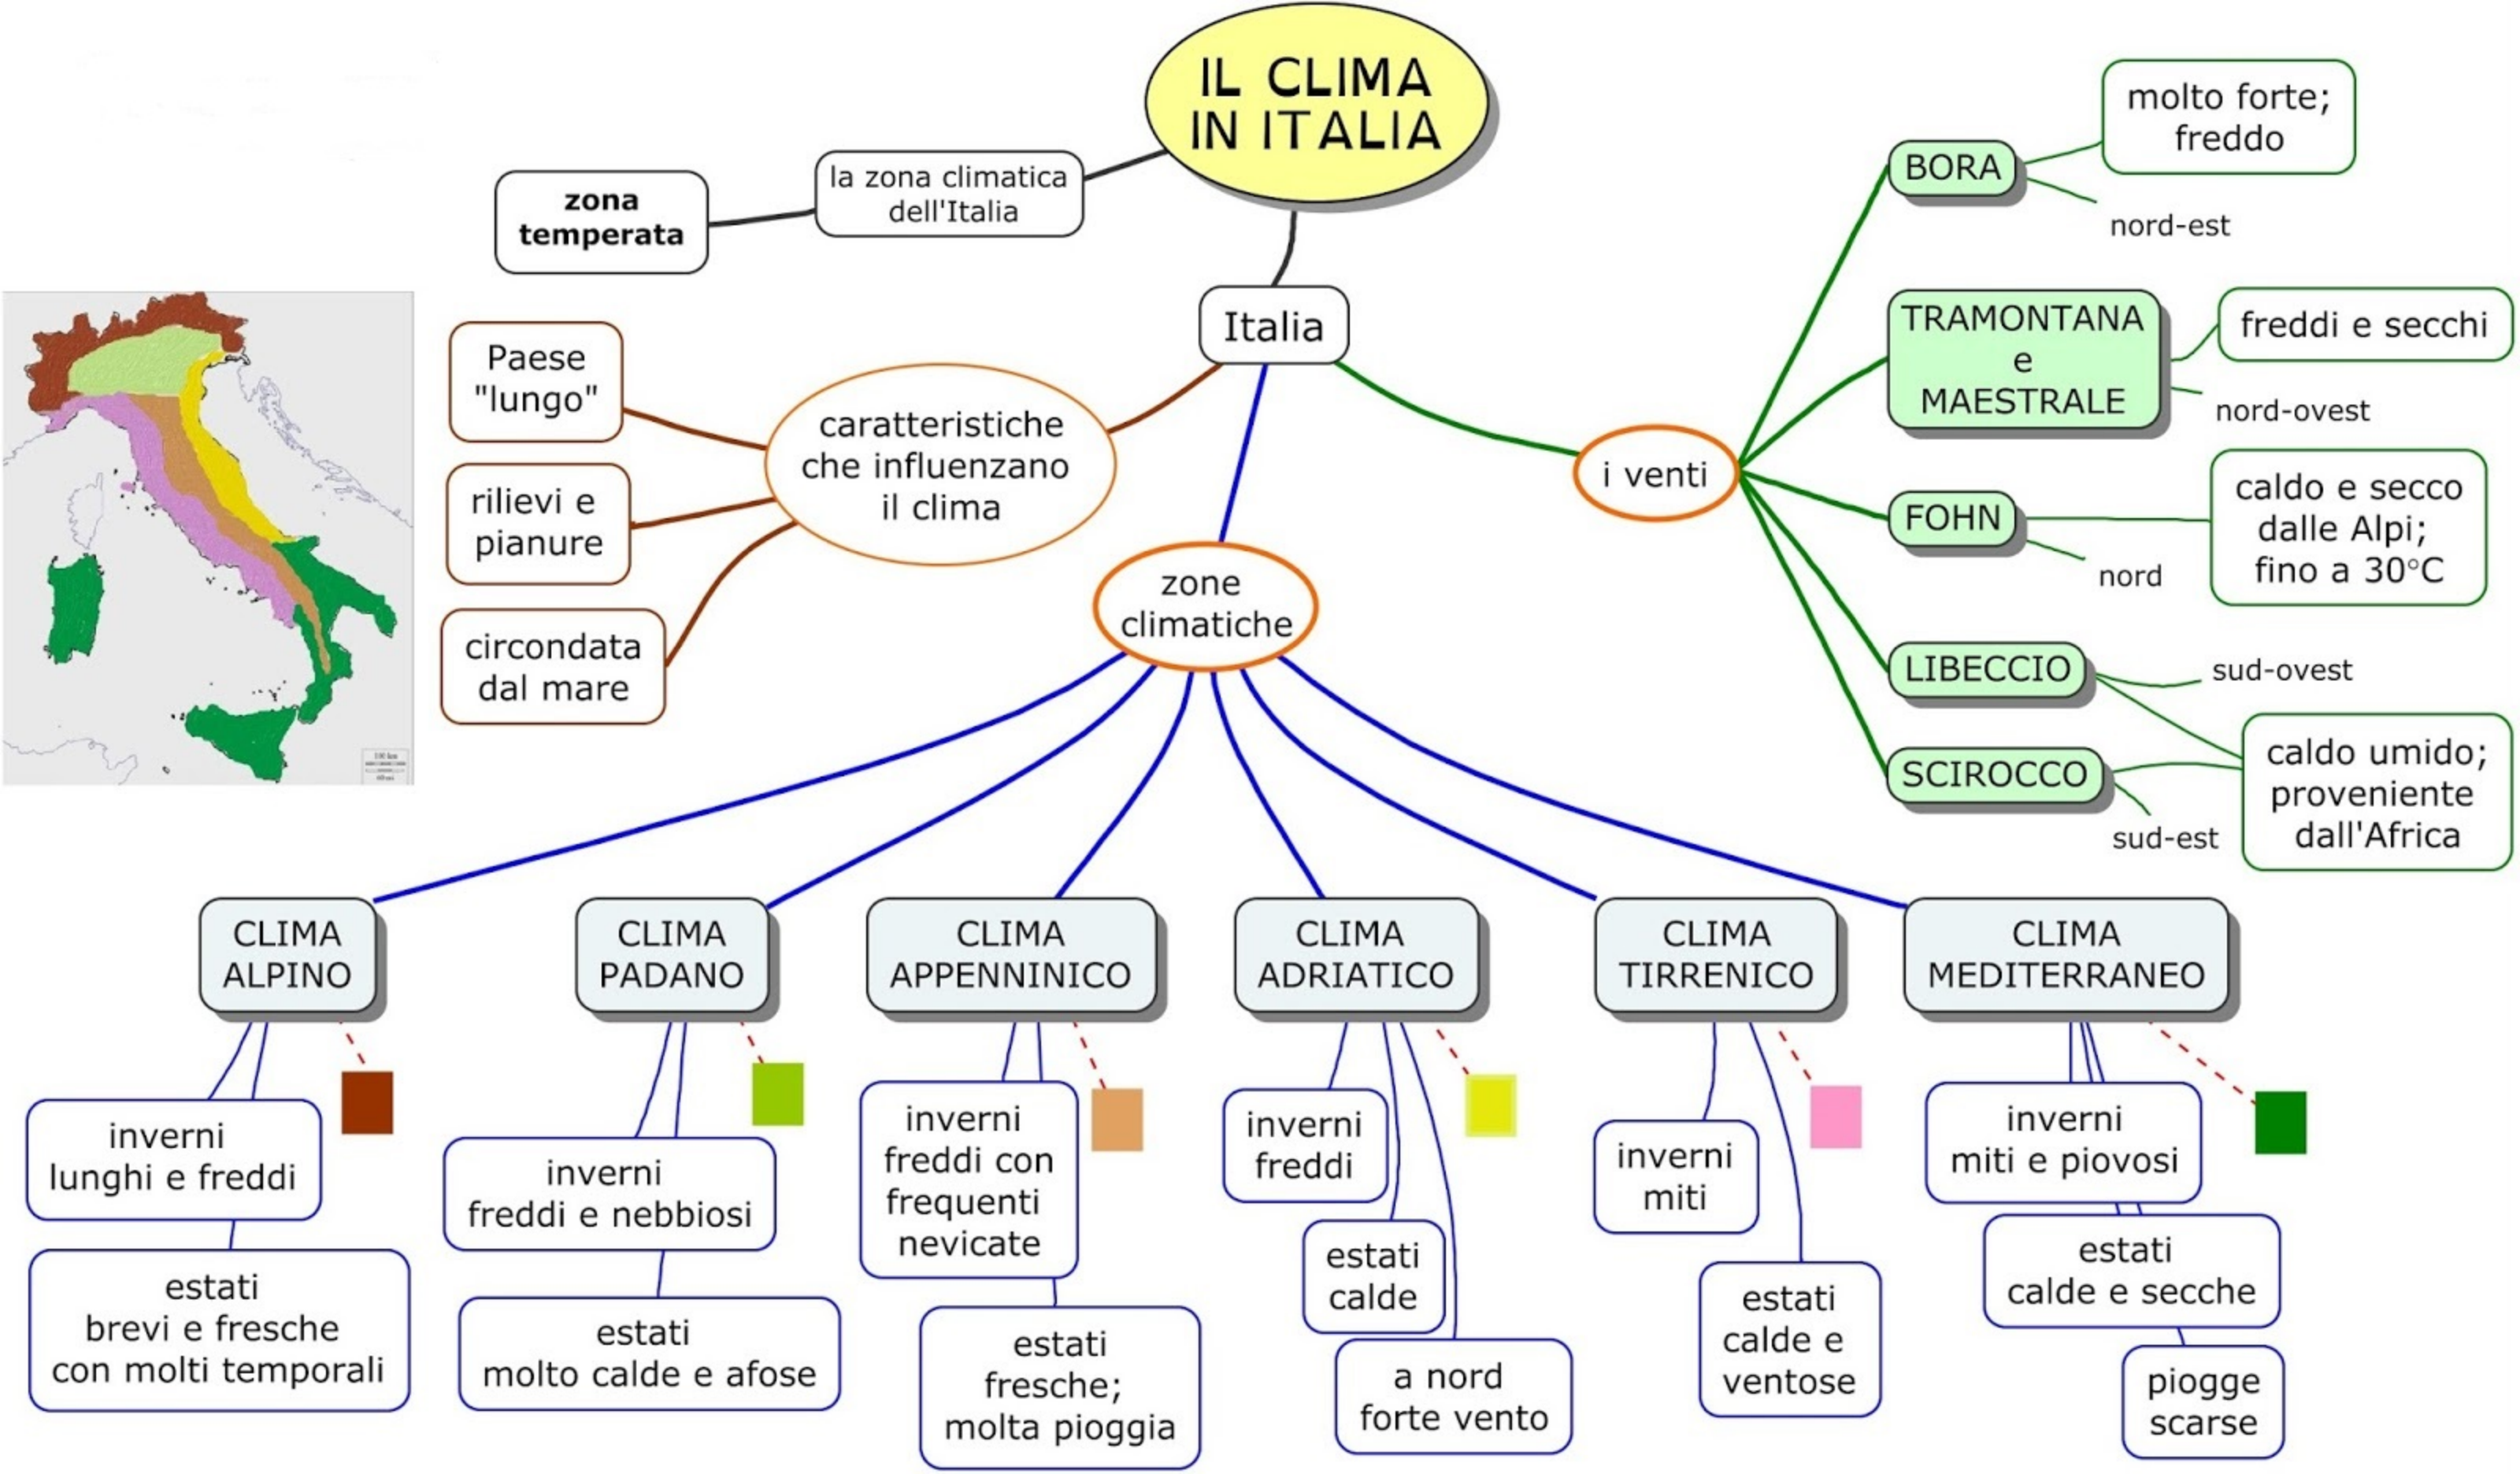 IL CLIMA
IN ITALIA
la zona climatica
dell'Italia
zona
temperata
Italia
caratteristiche
che influenzano
il clima
Paese
"lungo"
rilievi e
pianure
circondata
dal mare
i venti
BORA
molto forte;
freddo
nord-est
TRAMONTANA
e
MAESTRALE
freddi e secchi
nord-ovest
FOHN
caldo e secco
dalle Alpi;
fino a 30°C
nord
LIBECCIO
sud-ovest
SCIROCCO
caldo umido;
proveniente
dall'Africa
sud-est
zone
climatiche
CLIMA
ALPINO
inverni
lunghi e freddi
estati
brevi e fresche
con molti temporali
CLIMA
PADANO
inverni
freddi e nebbiosi
estati
molto calde e afose
CLIMA
APPENNINICO
inverni
freddi con
frequenti
nevicate
estati
fresche;
molta pioggia
CLIMA
ADRIATICO
inverni
freddi
estati
calde
a nord
forte vento
CLIMA
TIRRENICO
inverni
miti
estati
calde e
ventose
CLIMA
MEDITERRANEO
inverni
miti e piovosi
estati
calde e secche
piogge
scarse